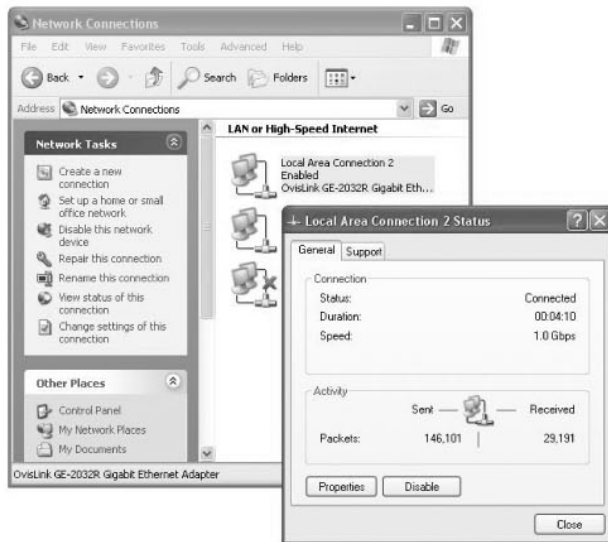 Network Connections
File Edit View Favorites Tools Advanced Help
Back Search Folders
Address Network Connections Go
Network Tasks
Create a new
connection
Set up a home or small
office network
Disable this network
device
Repair this connection
Rename this connection
View status of this
connection
Change settings of this
connection
Other Places
Control Panel
My Network Places
My Documents
LAN or High-Speed Internet
Local Area Connection 2
Enabled
OvisLink GE-2032R Gigabit Eth...
OvisLink GE-2032R Gigabit Ethernet Adapter
Local Area Connection 2 Status
General Support
Connection
Status: Connected
Duration: 00:04:10
Speed: 1.0 Gbps
Activity
Sent Received
Packets: 146,101 29,191
Properties Disable
Close